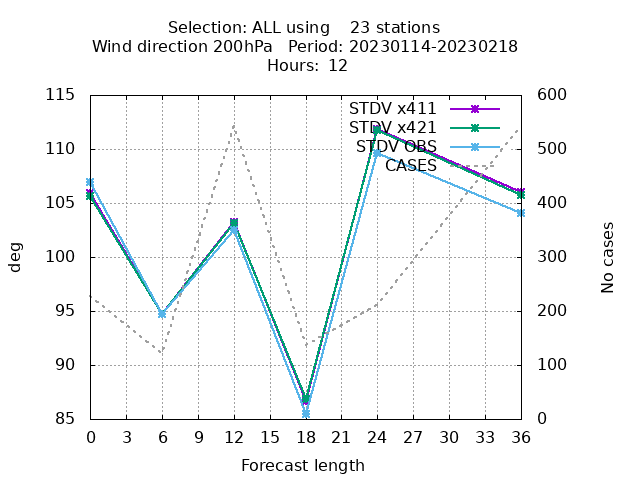 Selection: ALL using    23 stations
Wind direction 200hPa   Period: 20230114-20230218
Hours:  12
115
110
105
100
95
90
85
deg
600
500
400
300
200
100
0
No cases
STDV x411
STDV x421
STDV OBS
CASES
0 3 6 9 12 15 18 21 24 27 30 33 36
Forecast length